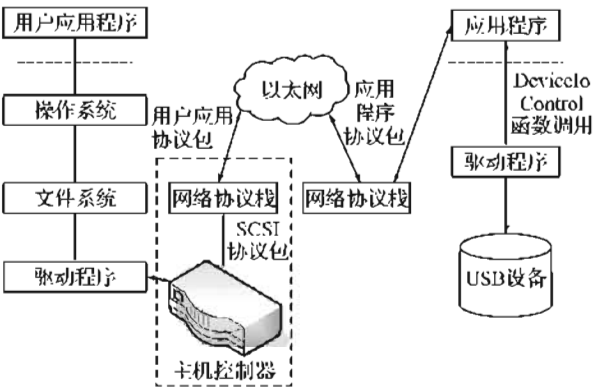 用户应用程序
操作系统
文件系统
驱动程序
以太网
用户应用
协议包
应用
程序
协议包
网络协议栈
SCSI
协议包
主机控制器
网络协议栈
应用程序
DeviceIo
Control
函数调用
驱动程序
USB设备